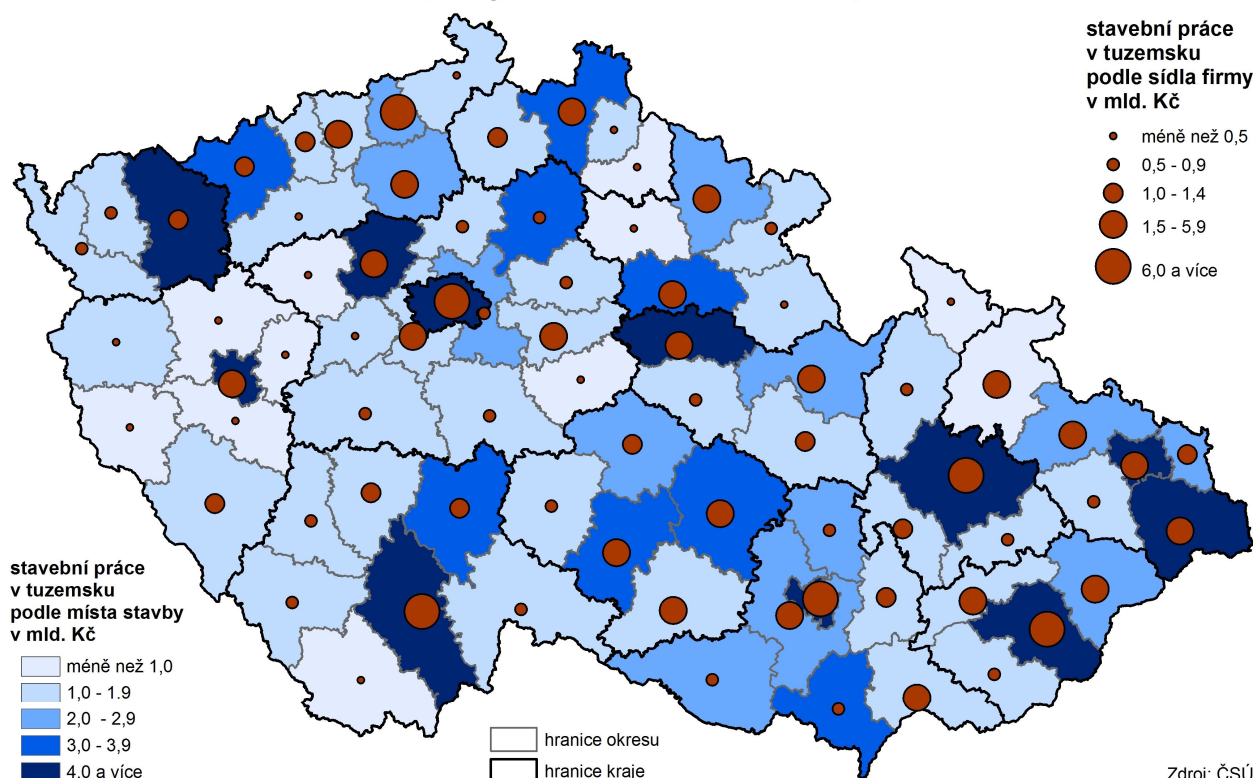 stavební práce
v tuzemsku
podle sídla firmy
v mld. Kč
méně než 0,5
0,5 - 0,9
1,0 - 1,4
1,5 - 5,9
6,0 a více
stavební práce
v tuzemsku
podle místa stavby
v mld. Kč
méně než 1,0
1,0 - 1.9
2,0 - 2,9
3,0 - 3,9
4,0 a více
hranice okresu
hranice kraje
Zdroj: ČSÚ